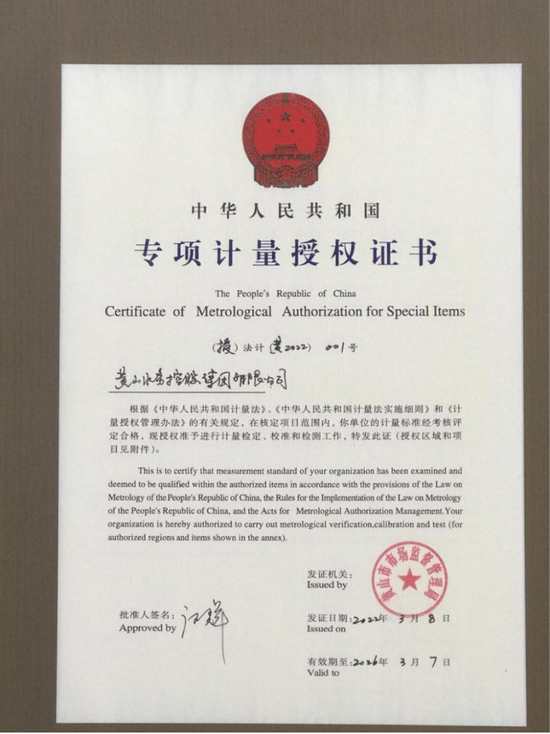 中华人民共和国
专项计量授权证书
The People's Republic of China
Certificate of Metrological Authorization for Special Items
(授)法计(黄2022)001号
黄山水务控股集团有限公司
根据《中华人民共和国计量法》、《中华人民共和国计量法实施细则》和《计
量授权管理办法》的有关规定，在核定项目范围内，你单位的计量标准经考核评
定合格，现授权准予进行计量检定、校准和检测工作，特发此证（授权区域和项
目见附件）。
This is to certify that measurement standard of your organization has been examined and
deemed to be qualified within the authorized items in accordance with the provisions of the Law on
Metrology of the People's Republic of China, the Rules for the Implementation of the Law on Metrology
of the People's Republic of China, and the Acts for Metrological Authorization Management.Your
organization is hereby authorized to carry out metrological verification,calibration and test (for
authorized regions and items shown in the annex).
发证机关：
Issued by
黄山市市场监督管理局
批准人签名：
Approved by
发证日期：2022年 3 月 8 日
Issued on
有效期至：2026年 3 月 7 日
Valid to